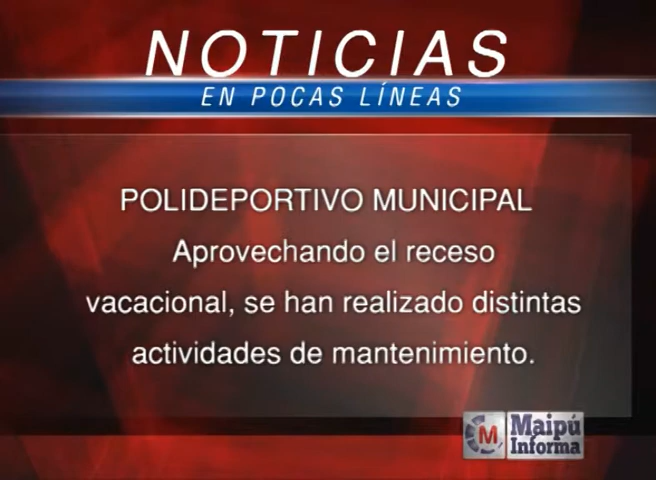 NOTICIAS
EN POCAS LÍNEAS
POLIDEPORTIVO MUNICIPAL
Aprovechando el receso
vacacional, se han realizado distintas
actividades de mantenimiento.
M Maipú
Informa